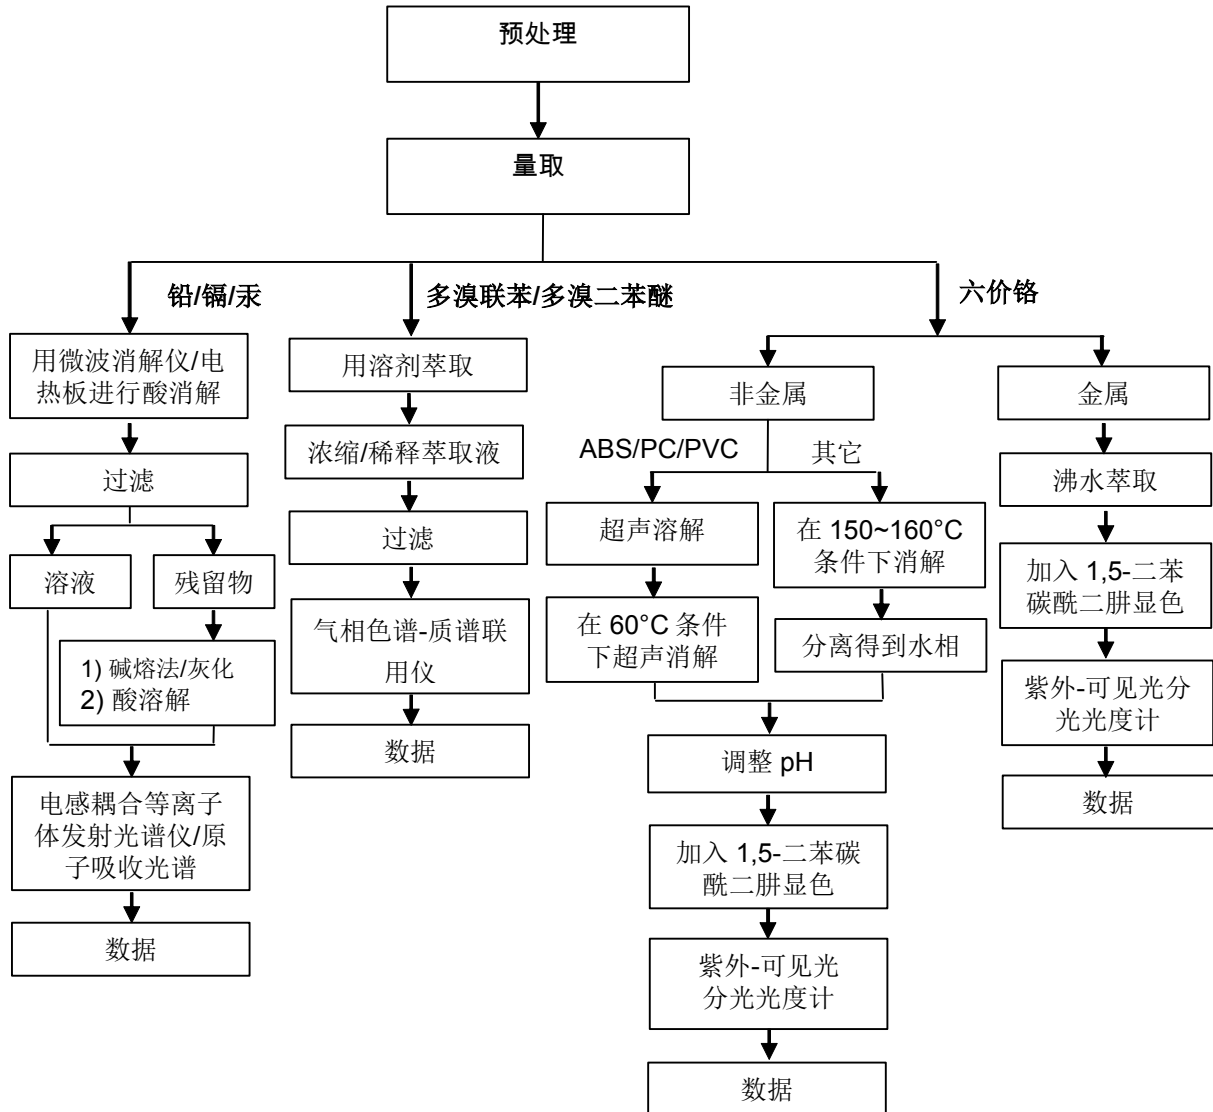 预处理
量取
铅/镉/汞
多溴联苯/多溴二苯醚
六价铬
用微波消解仪/电
热板进行酸消解
过滤
溶液
残留物
1) 碱熔法/灰化
2) 酸溶解
电感耦合等离子
体发射光谱仪/原
子吸收光谱
数据
用溶剂萃取
浓缩/稀释萃取液
过滤
气相色谱-质谱联
用仪
数据
非金属
ABS/PC/PVC
其它
超声溶解
在 60°C 条件
下超声消解
在 150~160°C
条件下消解
分离得到水相
调整 pH
加入 1,5-二苯碳
酰二肼显色
紫外-可见光
分光光度计
数据
金属
沸水萃取
加入 1,5-二苯
碳酰二肼显色
紫外-可见光分
光光度计
数据